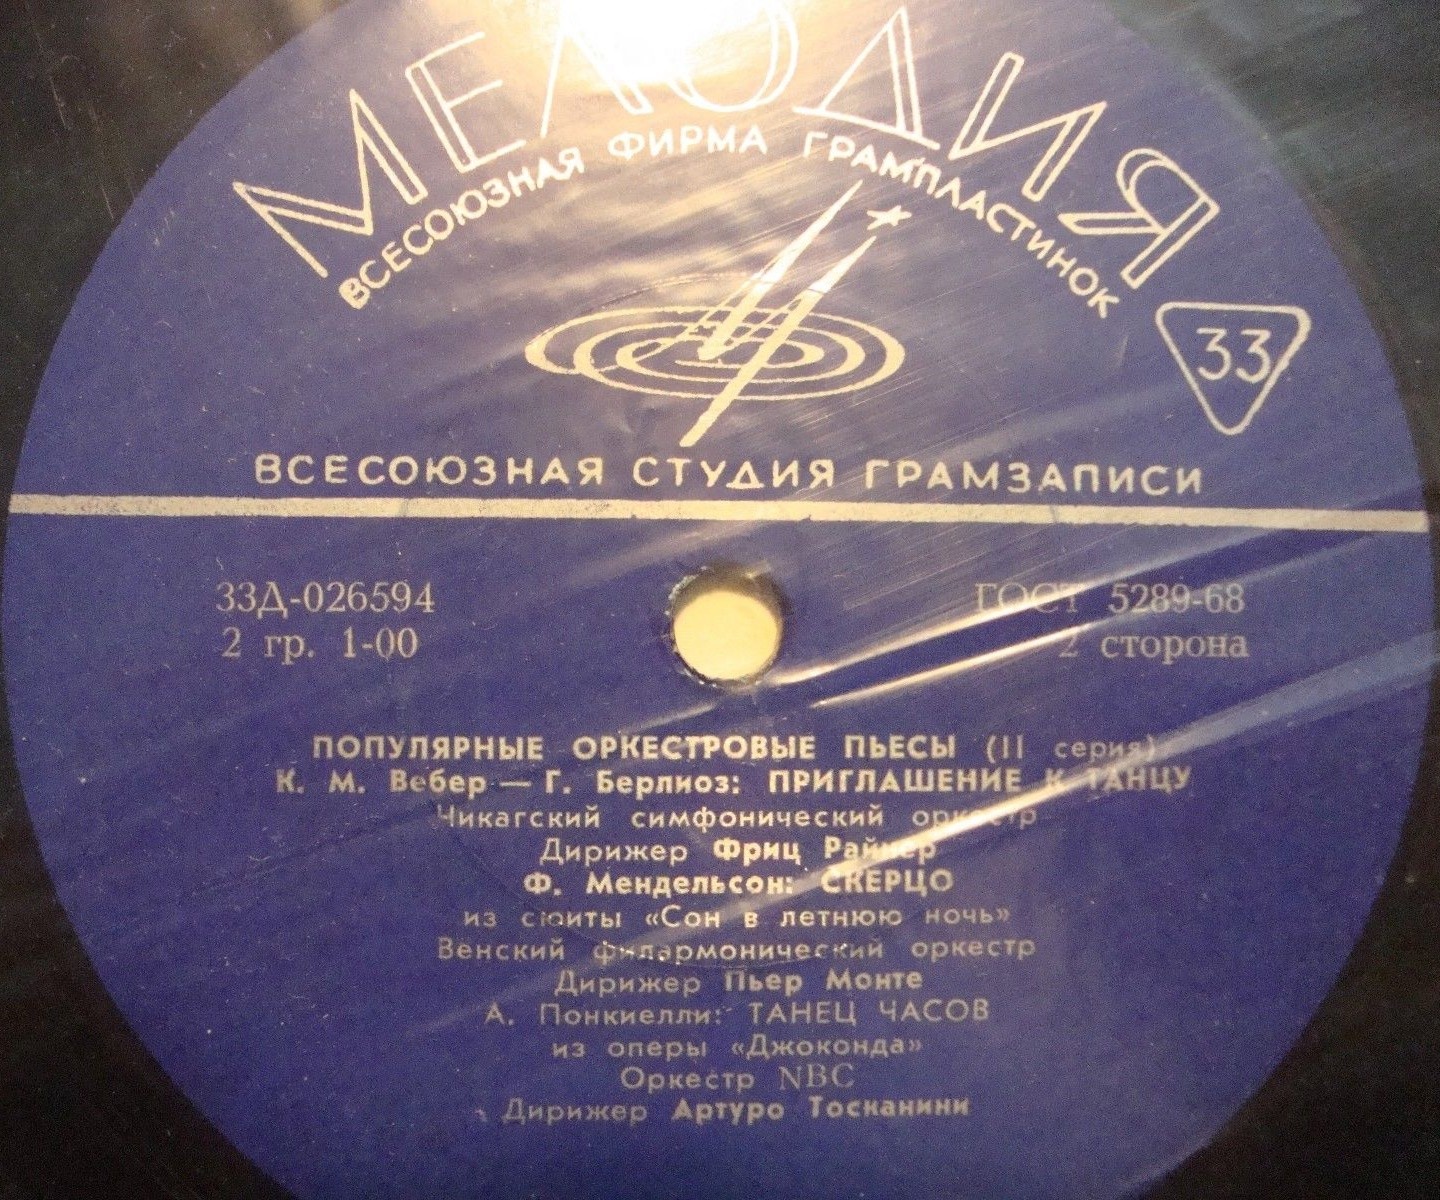 МЕЛОДИЯ
ВСЕСОЮЗНАЯ ФИРМА ГРАМПЛАСТИНОК
33
ВСЕСОЮЗНАЯ СТУДИЯ ГРАМЗАПИСИ
33Д-026594 ГОСТ 5289-68
2 гр. 1-00 2 сторона
ПОПУЛЯРНЫЕ ОРКЕСТРОВЫЕ ПЬЕСЫ (II серия)
К. М. Вебер — Г. Берлиоз: ПРИГЛАШЕНИЕ К ТАНЦУ
Чикагский симфонический оркестр
Дирижер Фриц Райнер
Ф. Мендельсон: СКЕРЦО
из сюиты «Сон в летнюю ночь»
Венский филармонический оркестр
Дирижер Пьер Монте
А. Понкиелли: ТАНЕЦ ЧАСОВ
из оперы «Джоконда»
Оркестр NBC
Дирижер Артуро Тосканини